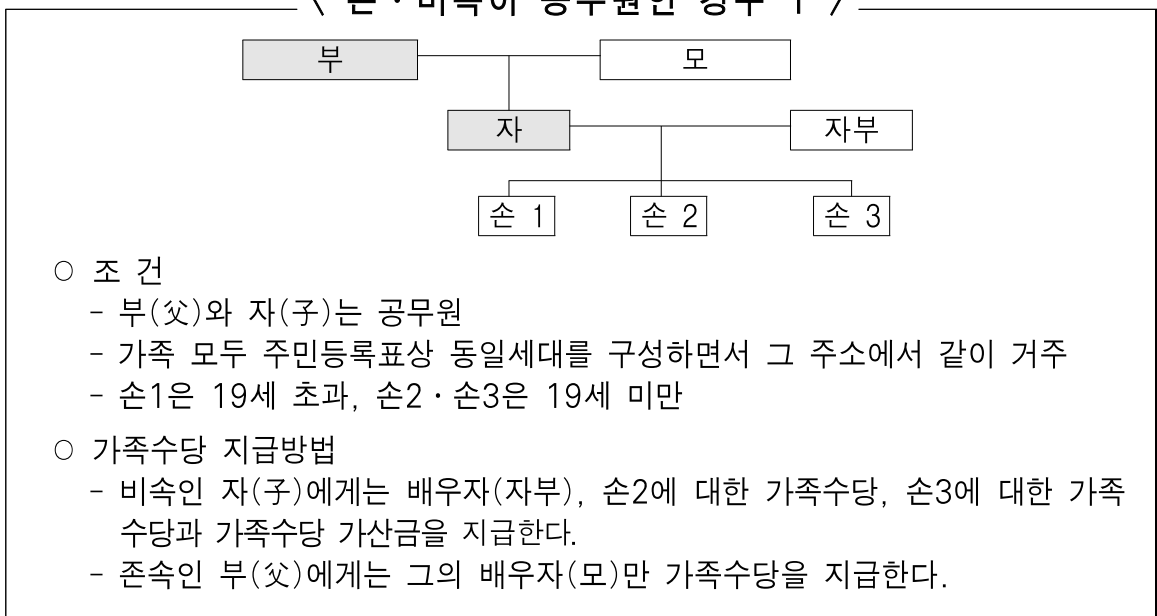 부 모
자 자부
손 1 손 2 손 3
○ 조 건
- 부(父)와 자(子)는 공무원
- 가족 모두 주민등록표상 동일세대를 구성하면서 그 주소에서 같이 거주
- 손1은 19세 초과, 손2·손3은 19세 미만
○ 가족수당 지급방법
- 비속인 자(子)에게는 배우자(자부), 손2에 대한 가족수당, 손3에 대한 가족
수당과 가족수당 가산금을 지급한다.
- 존속인 부(父)에게는 그의 배우자(모)만 가족수당을 지급한다.